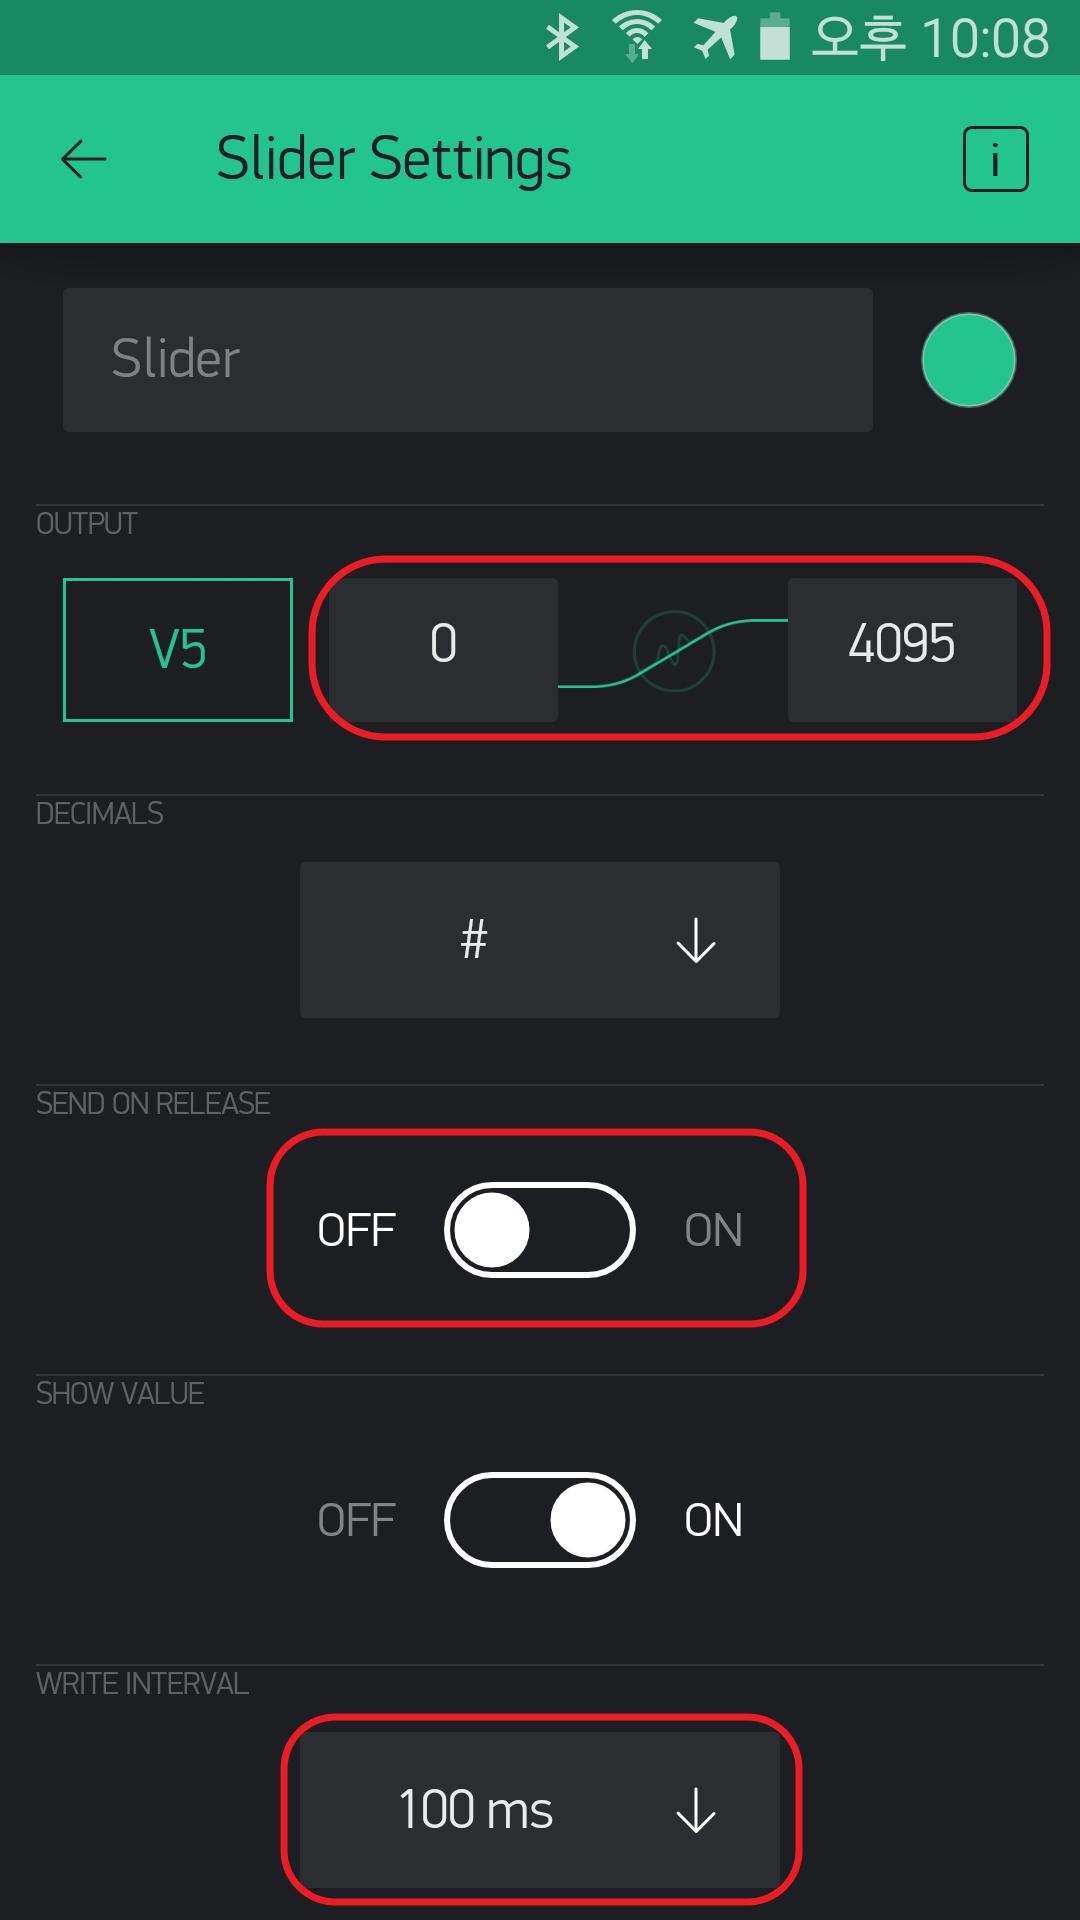 오후 10:08
Slider Settings
i
Slider
OUTPUT
V5 0 4095
DECIMALS
#
SEND ON RELEASE
OFF ON
SHOW VALUE
OFF ON
WRITE INTERVAL
100 ms